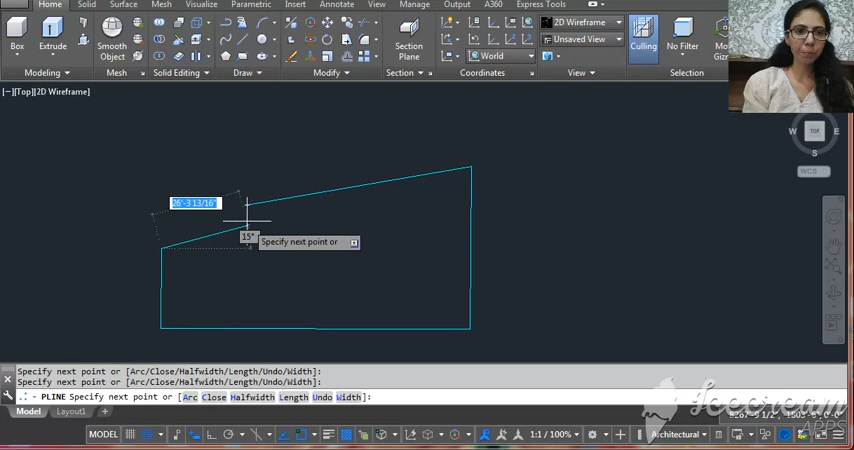 Home Solid Surface Mesh Visualize Parametric Insert Annotate View Manage Output A360 Express Tools
Box
Extrude
Smooth
Object
Section
Plane
Culling
No Filter
2D Wireframe
Unsaved View
World
Modeling
Mesh
Solid Editing
Draw
Modify
Section
Coordinates
View
Selection
[−][Top][2D Wireframe]
W TOP E
S
WCS
26'-3 13/16"
15°
Specify next point or
Specify next point or [Arc/Close/Halfwidth/Length/Undo/Width]:
Specify next point or [Arc/Close/Halfwidth/Length/Undo/Width]:
PLINE Specify next point or [Arc Close Halfwidth Length Undo Width]:
Model Layout1 +
MODEL
1:1 / 100%
Architectural
Icecream
APPS